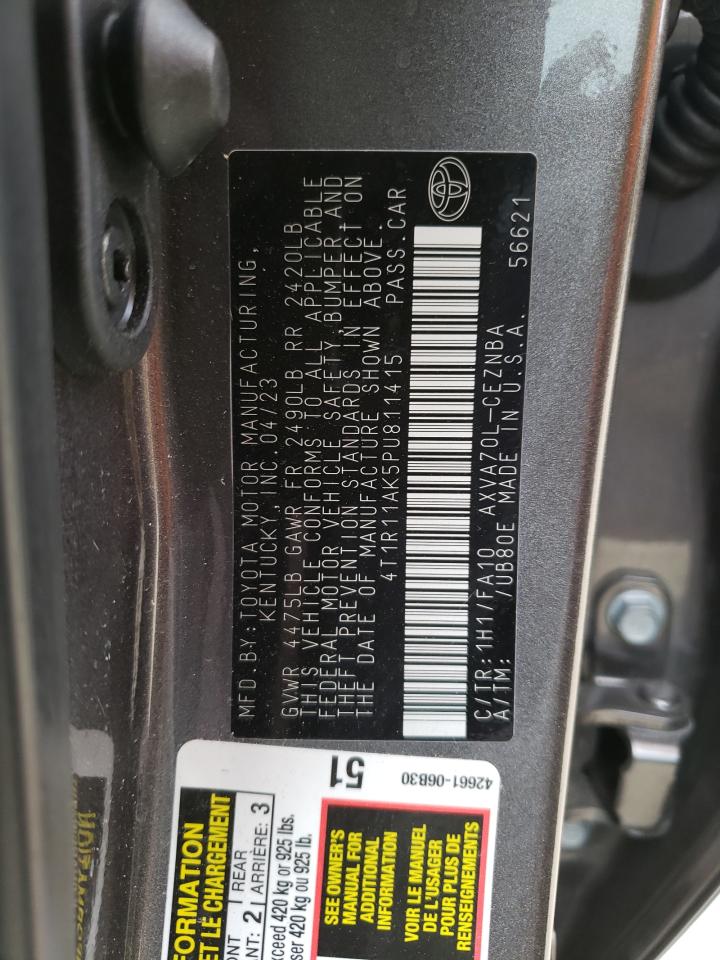 MFD.BY:TOYOTA MOTOR MANUFACTURING,
KENTUCKY, INC.04/23
GVWR 4475LB GAWR FR 2490LB RR 2420LB
THIS VEHICLE CONFORMS TO ALL APPLICABLE
FEDERAL MOTOR VEHICLE SAFETY,BUMPER,AND
THEFT PREVENTION STANDARDS IN EFFECT ON
THE DATE OF MANUFACTURE SHOWN ABOVE.
4T1R11AK5PU811415 PASS.CAR
C/TR:1H1/FA10 AXVA70L-CEZNBA
A/TM: /UB80E MADE IN U.S.A. 56621
51
42661-06B30
FORMATION
ET LE CHARGEMENT
ONT | REAR
ANT: 2 | ARRIÈRE: 3
xceed 420 kg or 925 lbs.
ser 420 kg ou 925 lb.
SEE OWNER'S
MANUAL FOR
ADDITIONAL
INFORMATION
VOIR LE MANUEL
DE L'USAGER
POUR PLUS DE
RENSEIGNEMENTS